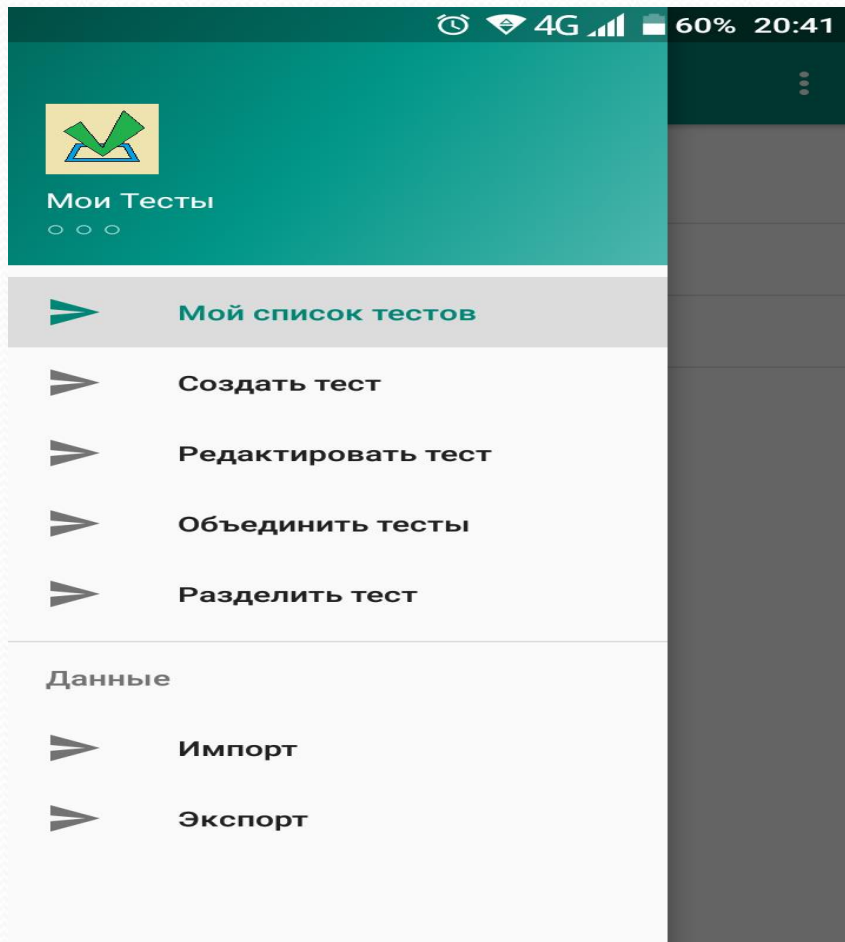 4G 60% 20:41
Мои Тесты
Мой список тестов
Создать тест
Редактировать тест
Объединить тесты
Разделить тест
Данные
Импорт
Экспорт